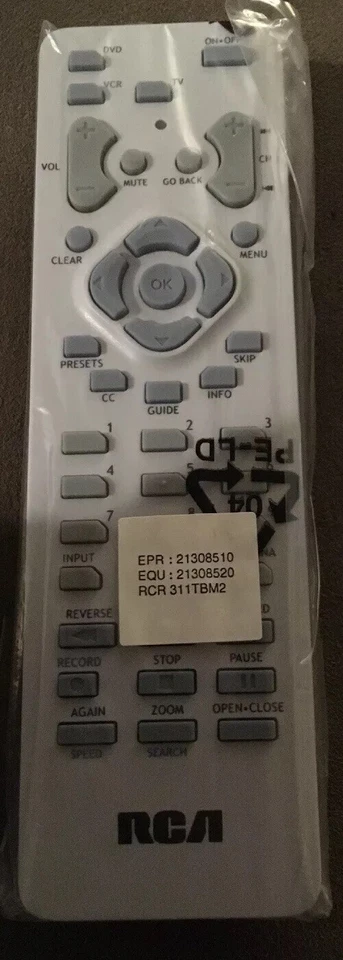 RCA
ON•OFF
DVD
VCR TV
VOL MUTE GO BACK CH
CLEAR MENU
OK
PRESETS SKIP
CC GUIDE INFO
1 2 3
4 5 6
7 8
PE-LD
04
INPUT
EPR : 21308510
EQU : 21308520
RCR 311TBM2
REVERSE
RECORD STOP PAUSE
AGAIN ZOOM OPEN•CLOSE
SPEED SEARCH
RCA